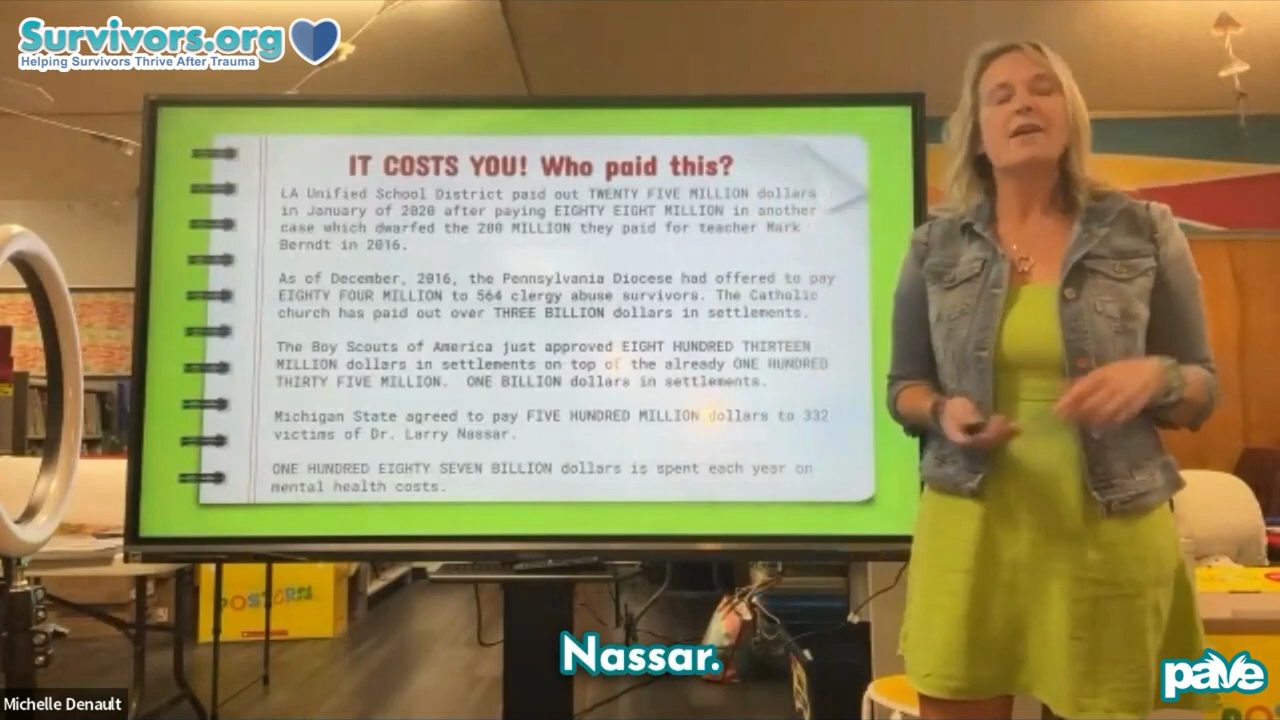 Survivors.org
Helping Survivors Thrive After Trauma
IT COSTS YOU! Who paid this?
LA Unified School District paid out TWENTY FIVE MILLION dollars
in January of 2020 after paying EIGHTY EIGHT MILLION in another
case which dwarfed the 200 MILLION they paid for teacher Mark
Berndt in 2016.
As of December, 2016, the Pennsylvania Diocese had offered to pay
EIGHTY FOUR MILLION to 564 clergy abuse survivors. The Catholic
church has paid out over THREE BILLION dollars in settlements.
The Boy Scouts of America just approved EIGHT HUNDRED THIRTEEN
MILLION dollars in settlements on top of the already ONE HUNDRED
THIRTY FIVE MILLION. ONE BILLION dollars in settlements.
Michigan State agreed to pay FIVE HUNDRED MILLION dollars to 332
victims of Dr. Larry Nassar.
ONE HUNDRED EIGHTY SEVEN BILLION dollars is spent each year on
mental health costs.
POSTERS!
Nassar.
pave
Michelle Denault